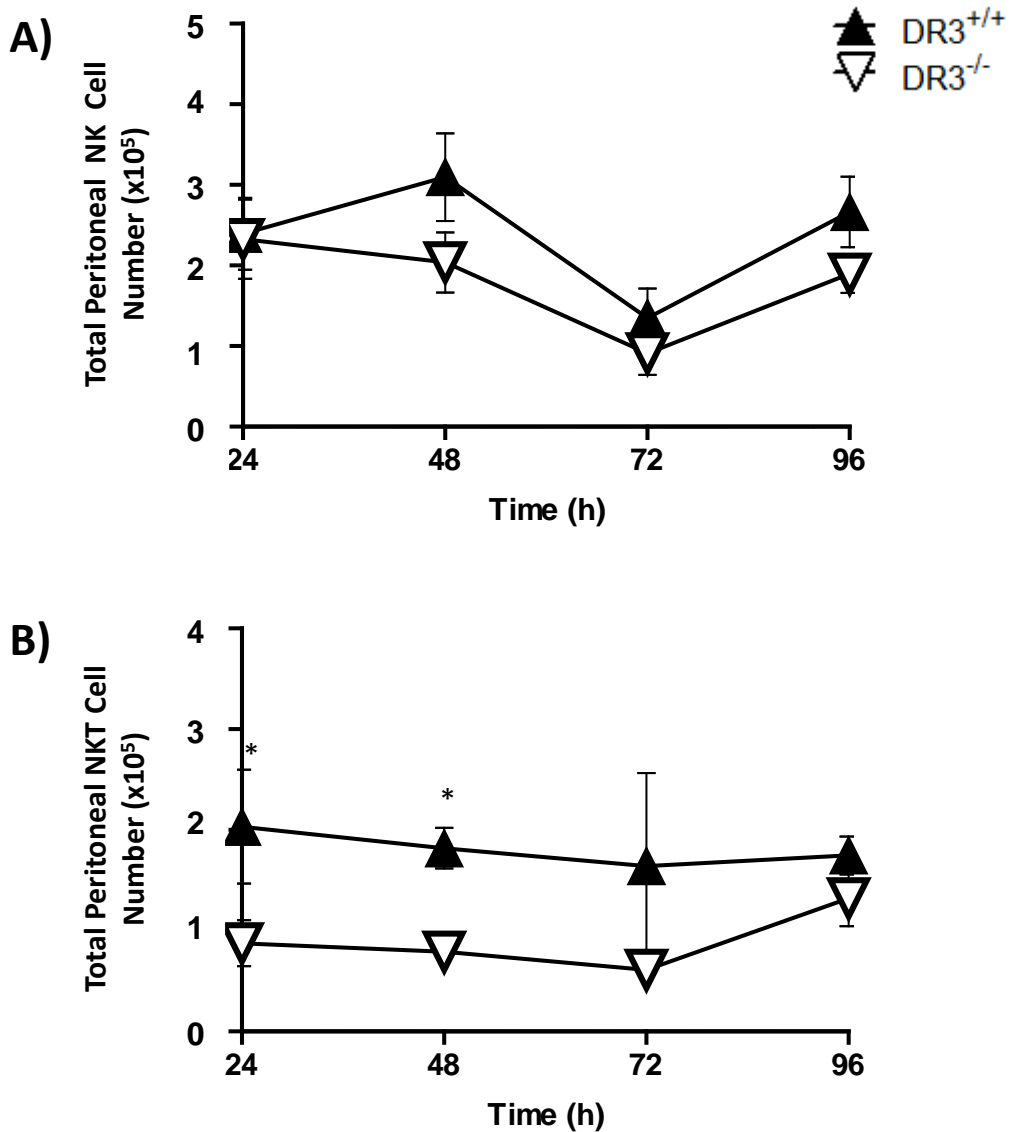 A)
DR3+/+
DR3-/-
Total Peritoneal NK Cell
Number (x10⁵)
5
4
3
2
1
0
24 48 72 96
Time (h)
B)
Total Peritoneal NKT Cell
Number (x10⁵)
4
3
2
1
0
*
*
24 48 72 96
Time (h)